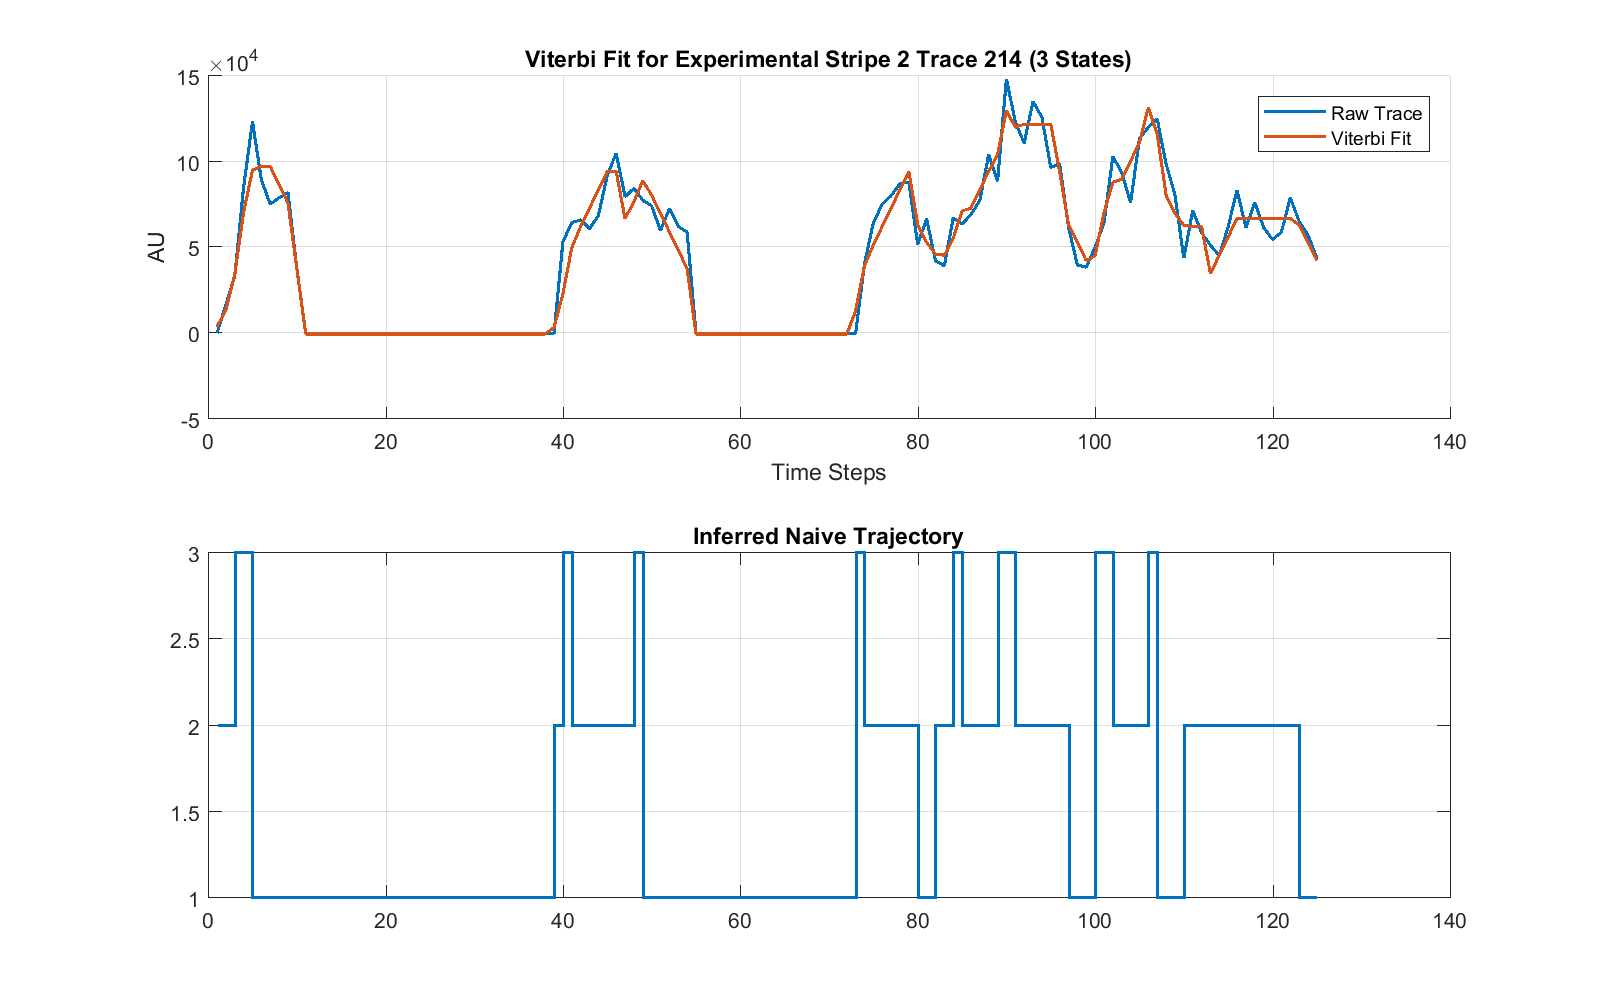 Viterbi Fit for Experimental Stripe 2 Trace 214 (3 States)
×10⁴
15
10
5
0
-5
AU
Raw Trace
Viterbi Fit
0 20 40 60 80 100 120 140
Time Steps
Inferred Naive Trajectory
3
2.5
2
1.5
1
0 20 40 60 80 100 120 140